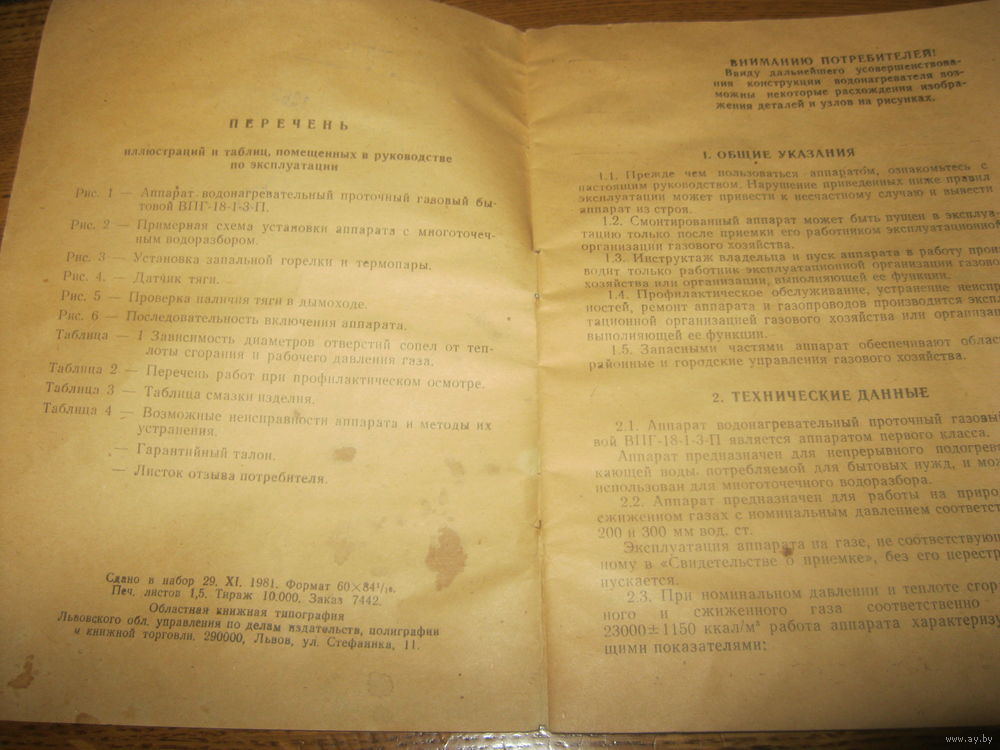 ПЕРЕЧЕНЬ
иллюстраций и таблиц, помещенных в руководстве
по эксплуатации
Рис. 1 — Аппарат водонагревательный проточный газовый бы-
товой ВПГ-18-1-3-П.
Рис. 2 — Примерная схема установки аппарата с многоточеч-
ным водоразбором.
Рис. 3 — Установка запальной горелки и термопары.
Рис. 4. — Датчик тяги.
Рис. 5 — Проверка наличия тяги в дымоходе.
Рис. 6 — Последовательность включения аппарата.
Таблица — 1 Зависимость диаметров отверстий сопел от теп-
лоты сгорания и рабочего давления газа.
Таблица 2 — Перечень работ при профилактическом осмотре.
Таблица 3 — Таблица смазки изделия.
Таблица 4 — Возможные неисправности аппарата и методы их
устранения.
— Гарантийный талон.
— Листок отзыва потребителя.
Сдано в набор 29. XI. 1981. Формат 60×84¹/₁₆.
Печ. листов 1,5. Тираж 10.000. Заказ 7442.
Областная книжная типография
Львовского обл. управления по делам издательств, полиграфии
и книжной торговли. 290000, Львов, ул. Стефаника, 11.
ВНИМАНИЮ ПОТРЕБИТЕЛЕЙ!
Ввиду дальнейшего усовершенствова-
ния конструкции водонагревателя воз-
можны некоторые расхождения изобра-
жения деталей и узлов на рисунках.
1. ОБЩИЕ УКАЗАНИЯ
1.1. Прежде чем пользоваться аппаратом, ознакомьтесь с
настоящим руководством. Нарушение приведенных ниже правил
эксплуатации может привести к несчастному случаю и вывести
аппарат из строя.
1.2. Смонтированный аппарат может быть пущен в эксплуа-
тацию только после приемки его работником эксплуатационной
организации газового хозяйства.
1.3. Инструктаж владельца и пуск аппарата в работу произ
водит только работник эксплуатационной организации газово
хозяйства или организации, выполняющей ее функции.
1.4. Профилактическое обслуживание, устранение неиспр
ностей, ремонт аппарата и газопроводов производится экспл
тационной организацией газового хозяйства или организац
выполняющей ее функции.
1.5. Запасными частями аппарат обеспечивают облас
районные и городские управления газового хозяйства.
2. ТЕХНИЧЕСКИЕ ДАННЫЕ
2.1. Аппарат водонагревательный проточный газовы
вой ВПГ-18-1-3-П является аппаратом первого класса.
Аппарат предназначен для непрерывного подогрева
кающей воды, потребляемой для бытовых нужд, и мож
использован для многоточечного водоразбора.
2.2. Аппарат предназначен для работы на приро
сжиженном газах с номинальным давлением соответст
200 и 300 мм вод. ст.
Эксплуатация аппарата на газе, не соответствующ
ному в «Свидетельстве о приемке», без его перестр
пускается.
2.3. При номинальном давлении и теплоте сгор
ного и сжиженного газа соответственно
23000±1150 ккал/м³ работа аппарата характеризу
щими показателями:
www.ay.by